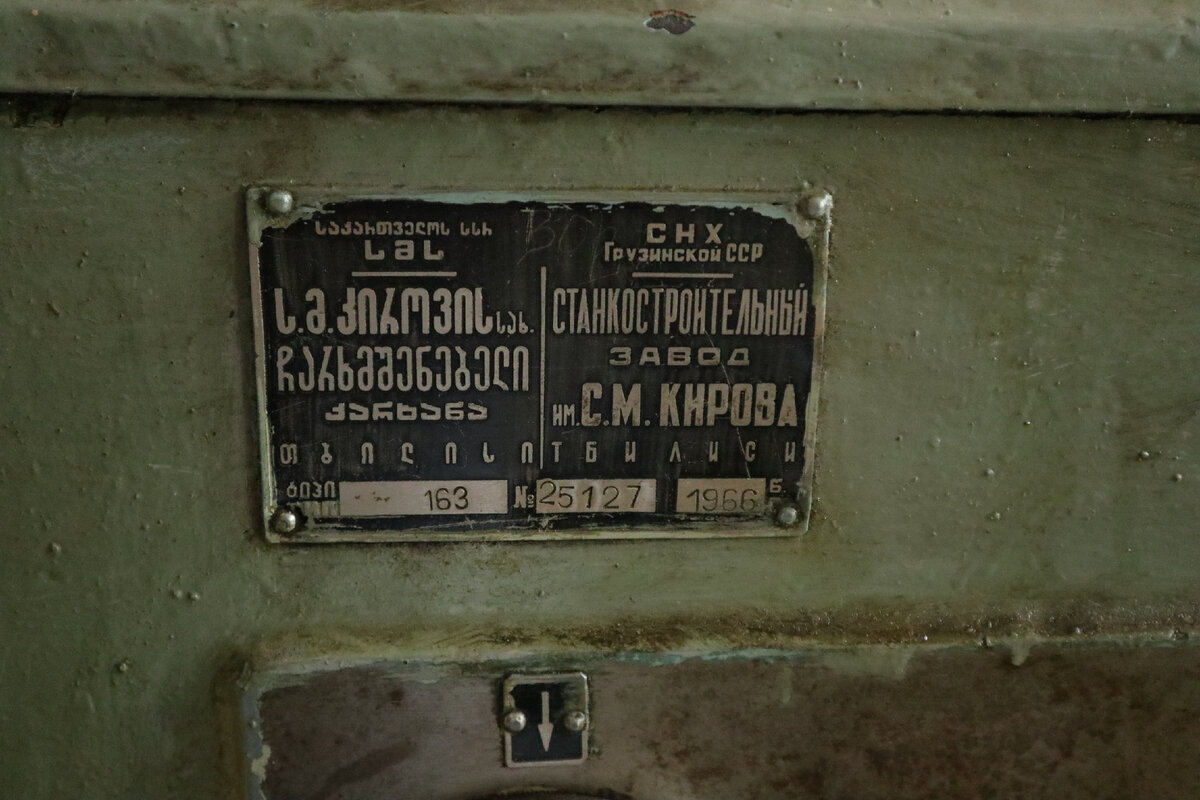 საქართველოს სსრ
ს მ ს
ს.მ.კიროვის სახ.
ჩარხმშენებელი
ქარხანა
თბილისი
СНХ
Грузинской ССР
СТАНКОСТРОИТЕЛЬНЫЙ
ЗАВОД
ИМ. С.М. КИРОВА
ТБИЛИСИ
163 № 25127 1966